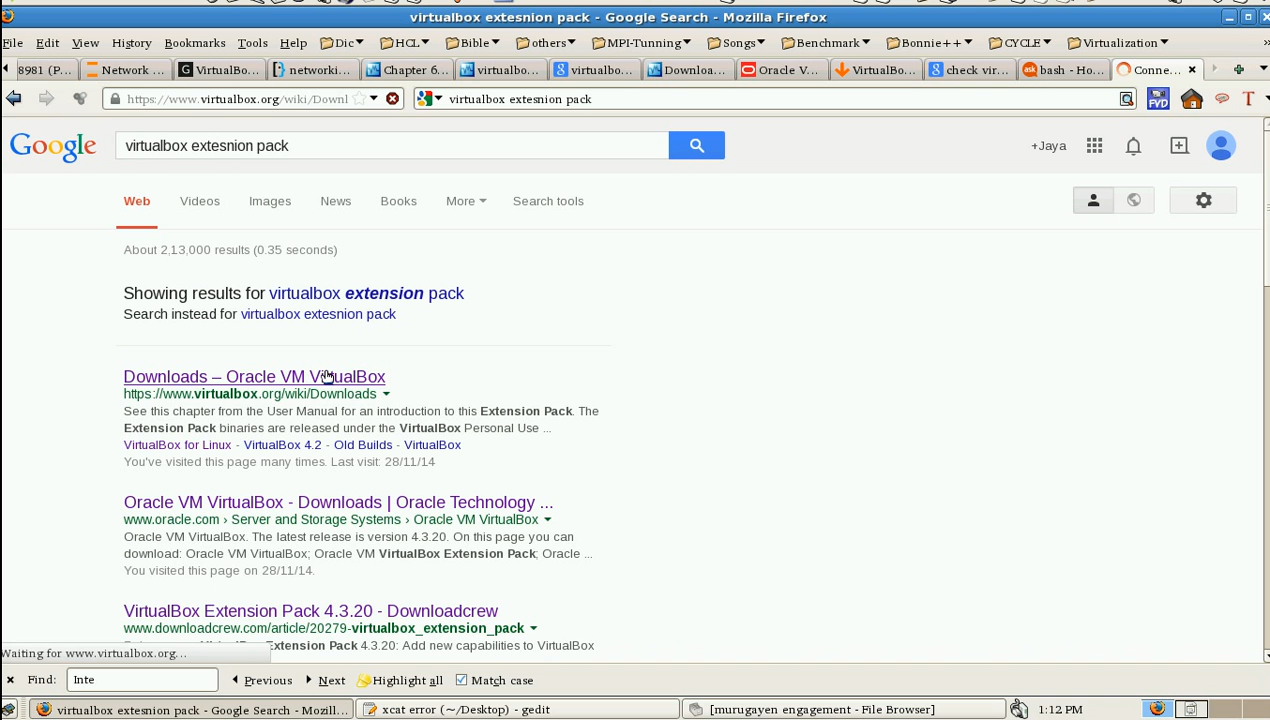 virtualbox extesnion pack - Google Search - Mozilla Firefox
File Edit View History Bookmarks Tools Help Dic HCL Bible others MPI-Tunning Songs Benchmark Bonnie++ CYCLE Virtualization »
8981 (P... Network ... VirtualBo... networki... Chapter 6... virtualbo... virtualbo... Downloa... Oracle V... VirtualBo... check vir... bash - Ho... Conne...
https://www.virtualbox.org/wiki/Downl virtualbox extesnion pack FVD T
Google virtualbox extesnion pack +Jaya
Web Videos Images News Books More Search tools
About 2,13,000 results (0.35 seconds)
Showing results for virtualbox extension pack
Search instead for virtualbox extesnion pack
Downloads – Oracle VM VirtualBox
https://www.virtualbox.org/wiki/Downloads
See this chapter from the User Manual for an introduction to this Extension Pack. The
Extension Pack binaries are released under the VirtualBox Personal Use ...
VirtualBox for Linux - VirtualBox 4.2 - Old Builds - VirtualBox
You've visited this page many times. Last visit: 28/11/14
Oracle VM VirtualBox - Downloads | Oracle Technology ...
www.oracle.com › Server and Storage Systems › Oracle VM VirtualBox
Oracle VM VirtualBox. The latest release is version 4.3.20. On this page you can
download: Oracle VM VirtualBox; Oracle VM VirtualBox Extension Pack; Oracle ...
You visited this page on 28/11/14.
VirtualBox Extension Pack 4.3.20 - Downloadcrew
www.downloadcrew.com/article/20279-virtualbox_extension_pack
Extension Pack 4.3.20: Add new capabilities to VirtualBox
Waiting for www.virtualbox.org...
Find: Inte Previous Next Highlight all Match case
virtualbox extesnion pack - Google Search - Mozill... xcat error (~/Desktop) - gedit [murugayen engagement - File Browser] 1:12 PM